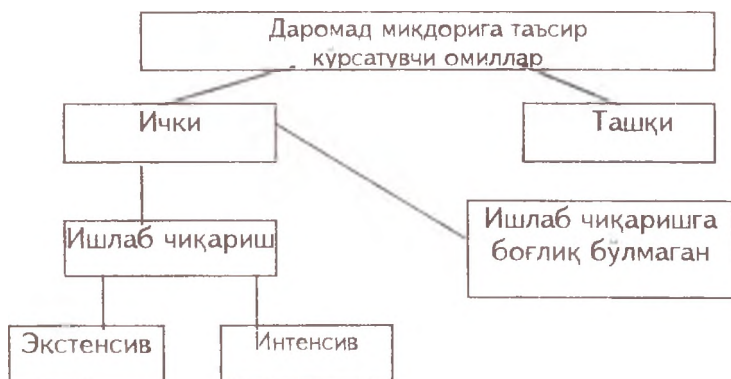 Даромад миқдорига таъсир
кўрсатувчи омиллар
Ички
Ташқи
Ишлаб чиқариш
Ишлаб чиқаришга
боғлиқ бўлмаган
Экстенсив
Интенсив